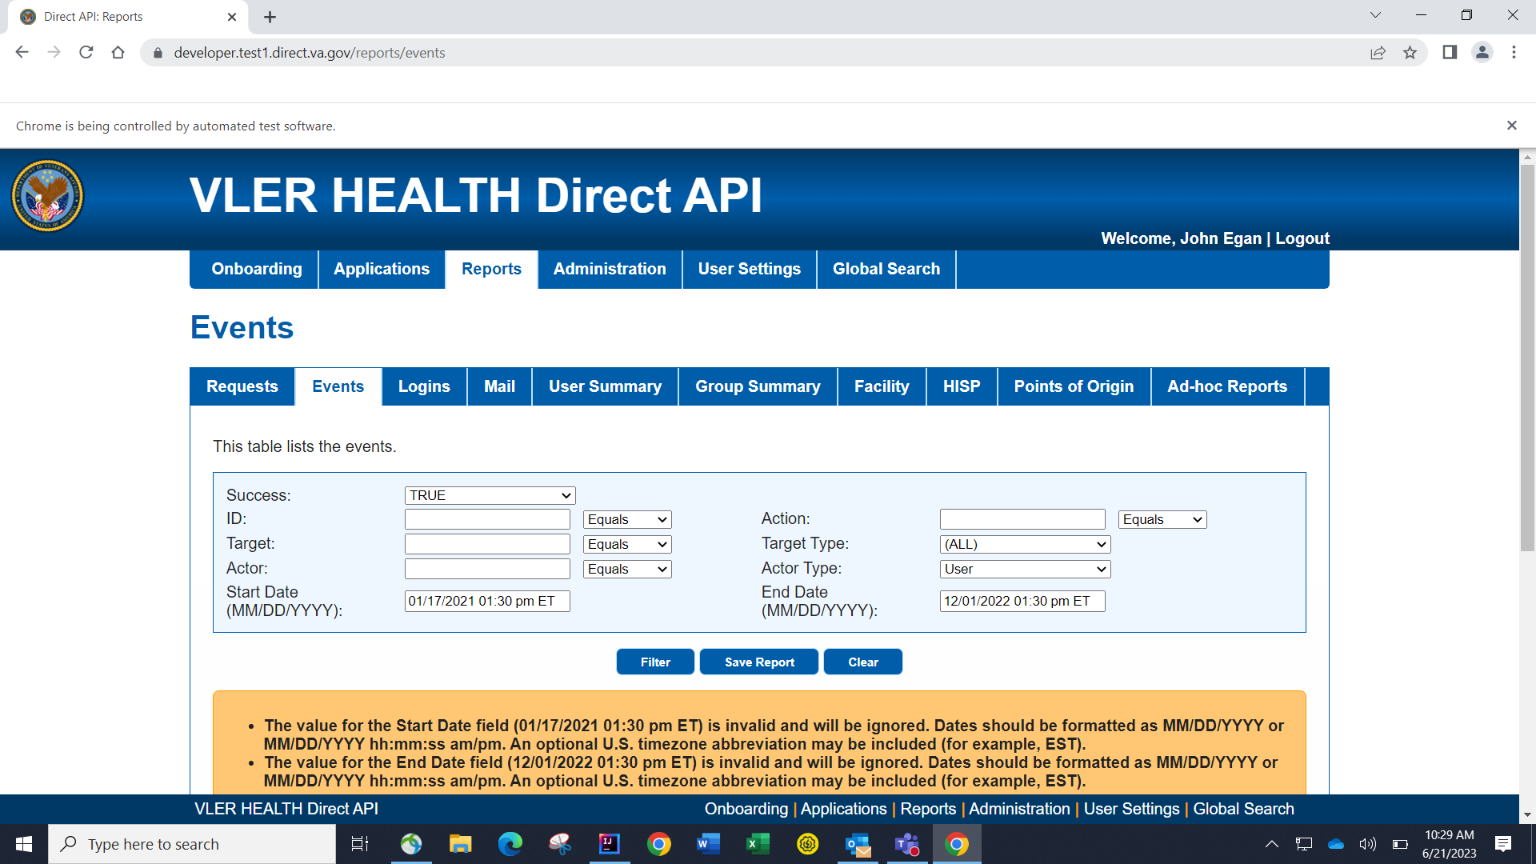 Direct API: Reports
developer.test1.direct.va.gov/reports/events
Chrome is being controlled by automated test software.
VLER HEALTH Direct API
Welcome, John Egan | Logout
Onboarding Applications Reports Administration User Settings Global Search
Events
Requests Events Logins Mail User Summary Group Summary Facility HISP Points of Origin Ad-hoc Reports
This table lists the events.
Success: TRUE
ID: Equals Action: Equals
Target: Equals Target Type: (ALL)
Actor: Equals Actor Type: User
Start Date (MM/DD/YYYY): 01/17/2021 01:30 pm ET End Date (MM/DD/YYYY): 12/01/2022 01:30 pm ET
Filter Save Report Clear
• The value for the Start Date field (01/17/2021 01:30 pm ET) is invalid and will be ignored. Dates should be formatted as MM/DD/YYYY or
MM/DD/YYYY hh:mm:ss am/pm. An optional U.S. timezone abbreviation may be included (for example, EST).
• The value for the End Date field (12/01/2022 01:30 pm ET) is invalid and will be ignored. Dates should be formatted as MM/DD/YYYY or
MM/DD/YYYY hh:mm:ss am/pm. An optional U.S. timezone abbreviation may be included (for example, EST).
VLER HEALTH Direct API Onboarding | Applications | Reports | Administration | User Settings | Global Search
Type here to search
10:29 AM
6/21/2023